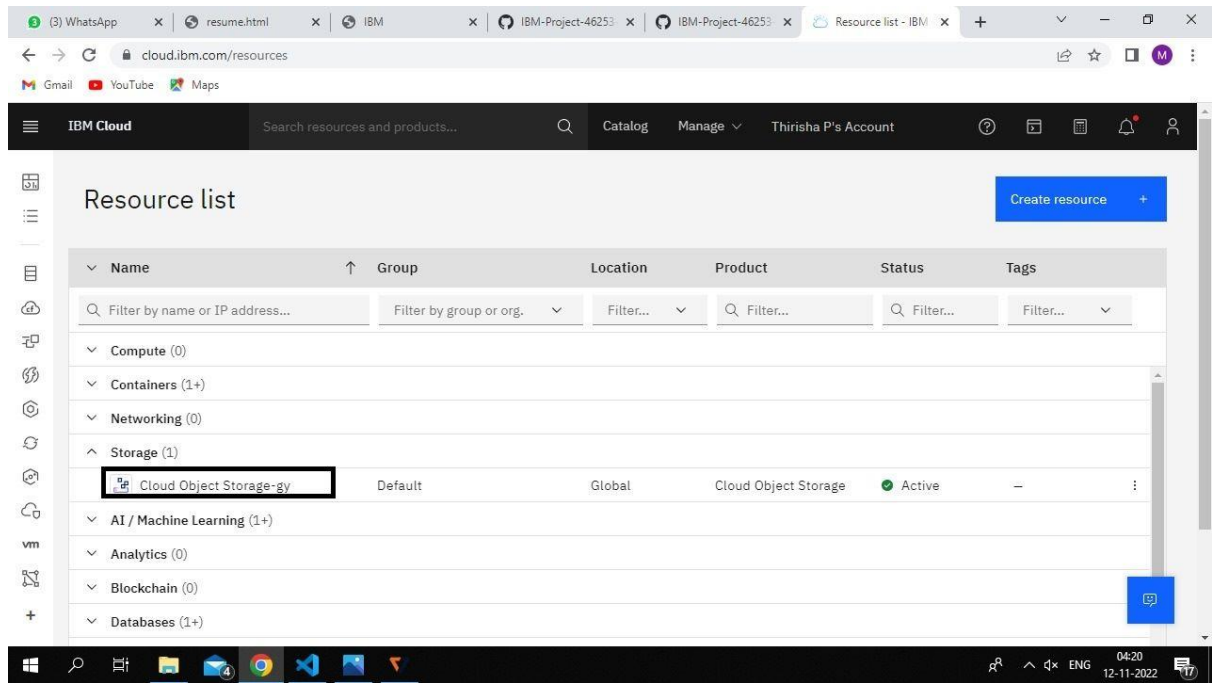 (3) WhatsApp
resume.html
IBM
IBM-Project-46253-
IBM-Project-46253-
Resource list - IBM
cloud.ibm.com/resources
M
Gmail
YouTube
Maps
IBM Cloud
Search resources and products...
Catalog
Manage
Thirisha P's Account
Resource list
Create resource +
Name Group Location Product Status Tags
Filter by name or IP address... Filter by group or org. Filter... Filter... Filter... Filter...
Compute (0)
Containers (1+)
Networking (0)
Storage (1)
Cloud Object Storage-gy Default Global Cloud Object Storage Active –
AI / Machine Learning (1+)
Analytics (0)
vm
Blockchain (0)
Databases (1+)
4
ENG
04:20
12-11-2022
17